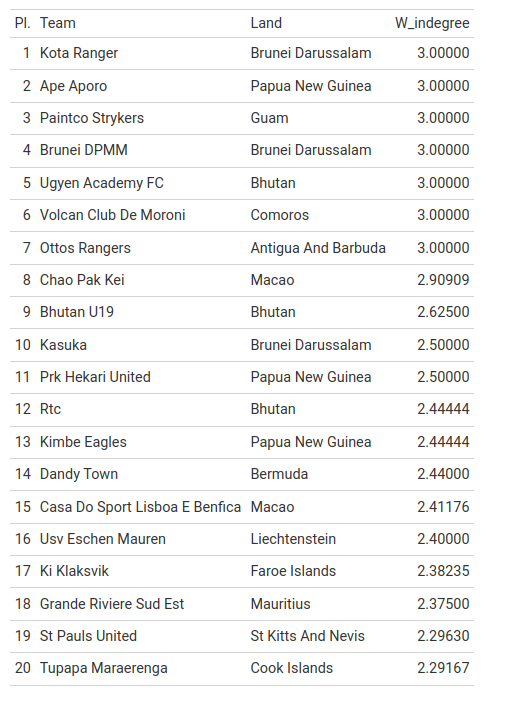 Pl. Team Land W_indegree
1 Kota Ranger Brunei Darussalam 3.00000
2 Ape Aporo Papua New Guinea 3.00000
3 Paintco Strykers Guam 3.00000
4 Brunei DPMM Brunei Darussalam 3.00000
5 Ugyen Academy FC Bhutan 3.00000
6 Volcan Club De Moroni Comoros 3.00000
7 Ottos Rangers Antigua And Barbuda 3.00000
8 Chao Pak Kei Macao 2.90909
9 Bhutan U19 Bhutan 2.62500
10 Kasuka Brunei Darussalam 2.50000
11 Prk Hekari United Papua New Guinea 2.50000
12 Rtc Bhutan 2.44444
13 Kimbe Eagles Papua New Guinea 2.44444
14 Dandy Town Bermuda 2.44000
15 Casa Do Sport Lisboa E Benfica Macao 2.41176
16 Usv Eschen Mauren Liechtenstein 2.40000
17 Ki Klaksvik Faroe Islands 2.38235
18 Grande Riviere Sud Est Mauritius 2.37500
19 St Pauls United St Kitts And Nevis 2.29630
20 Tupapa Maraerenga Cook Islands 2.29167